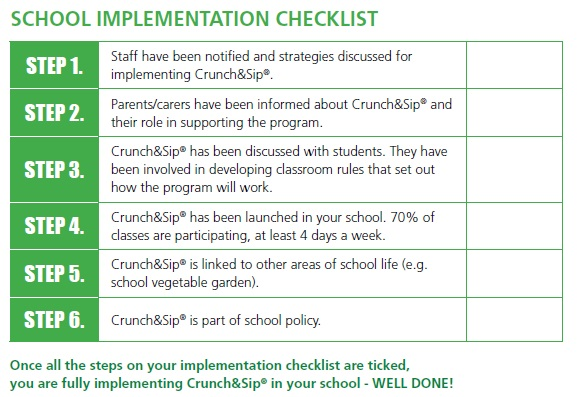 SCHOOL IMPLEMENTATION CHECKLIST
STEP 1.
Staff have been notified and strategies discussed for
implementing Crunch&Sip®.
STEP 2.
Parents/carers have been informed about Crunch&Sip® and
their role in supporting the program.
STEP 3.
Crunch&Sip® has been discussed with students. They have
been involved in developing classroom rules that set out
how the program will work.
STEP 4.
Crunch&Sip® has been launched in your school. 70% of
classes are participating, at least 4 days a week.
STEP 5.
Crunch&Sip® is linked to other areas of school life (e.g.
school vegetable garden).
STEP 6.
Crunch&Sip® is part of school policy.
Once all the steps on your implementation checklist are ticked,
you are fully implementing Crunch&Sip® in your school - WELL DONE!